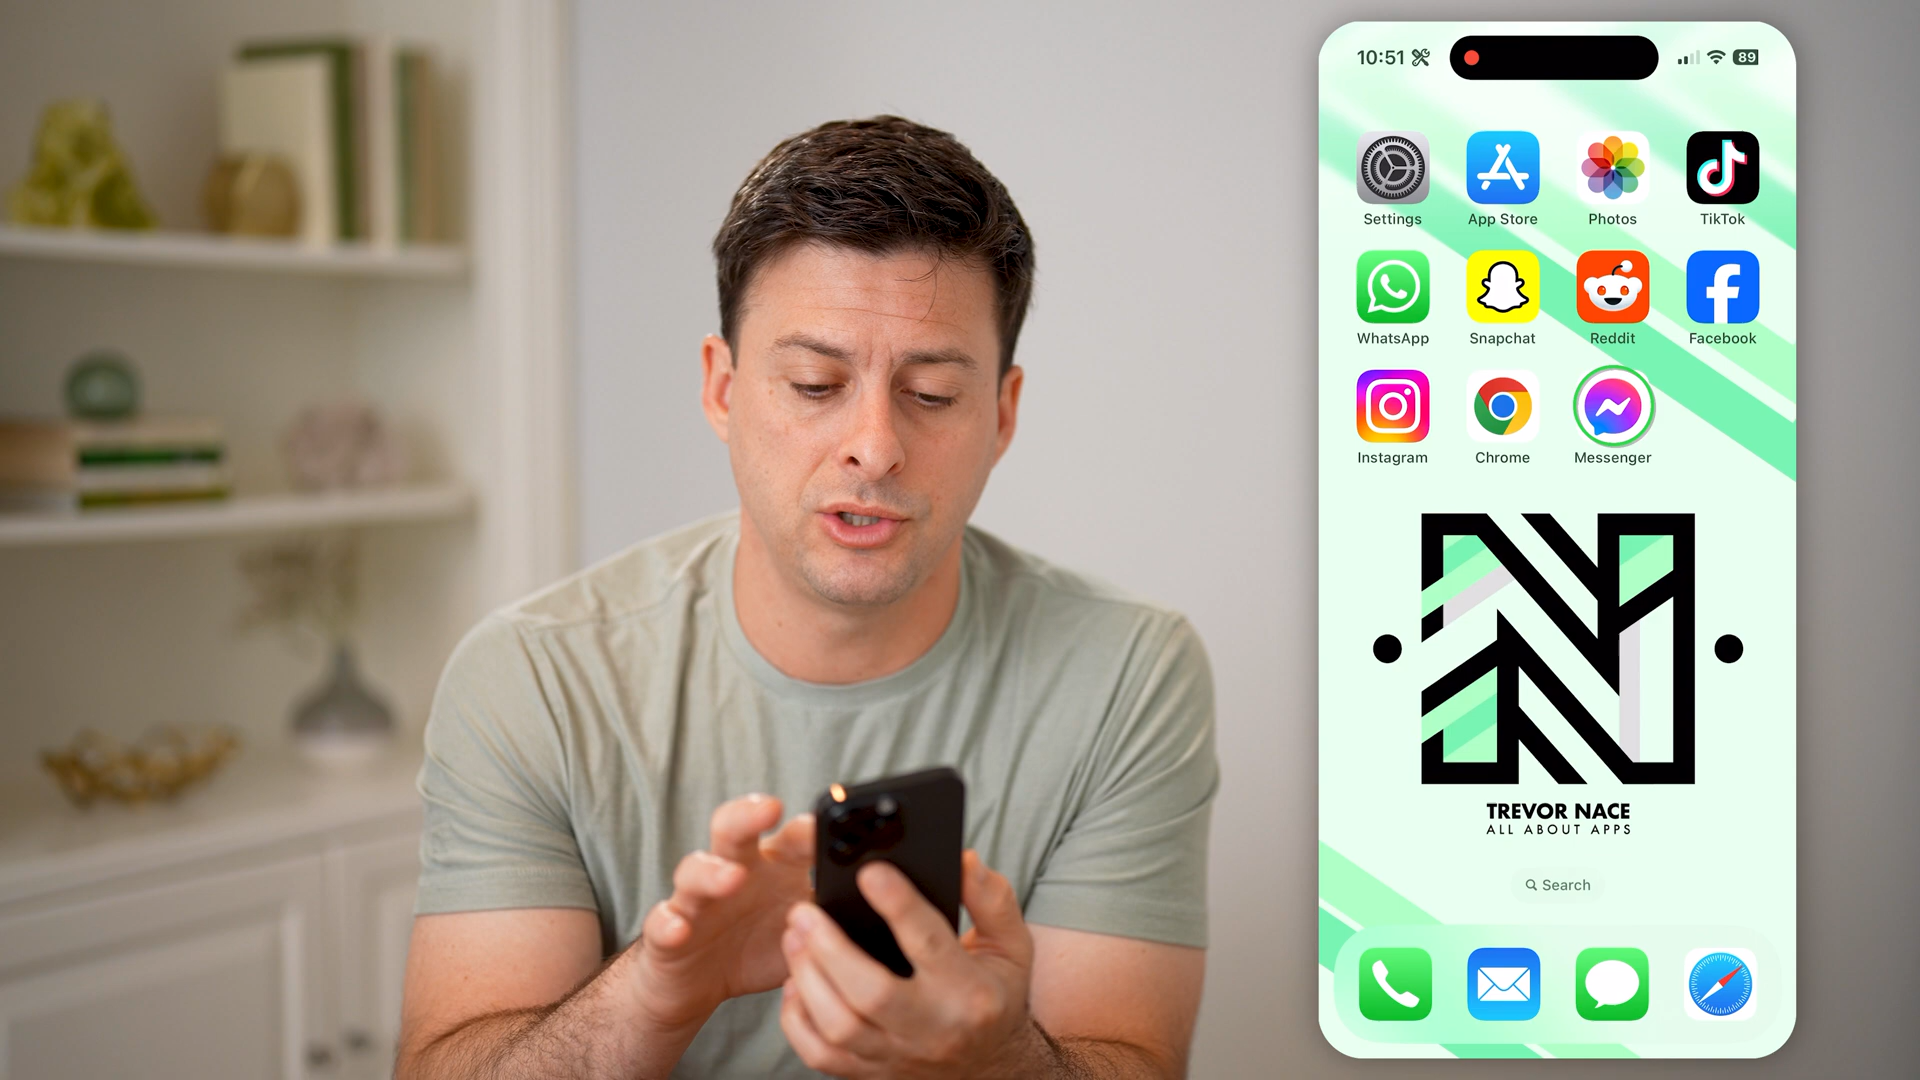 10:51
89
Settings
App Store
Photos
TikTok
WhatsApp
Snapchat
Reddit
Facebook
Instagram
Chrome
Messenger
TREVOR NACE
ALL ABOUT APPS
Search